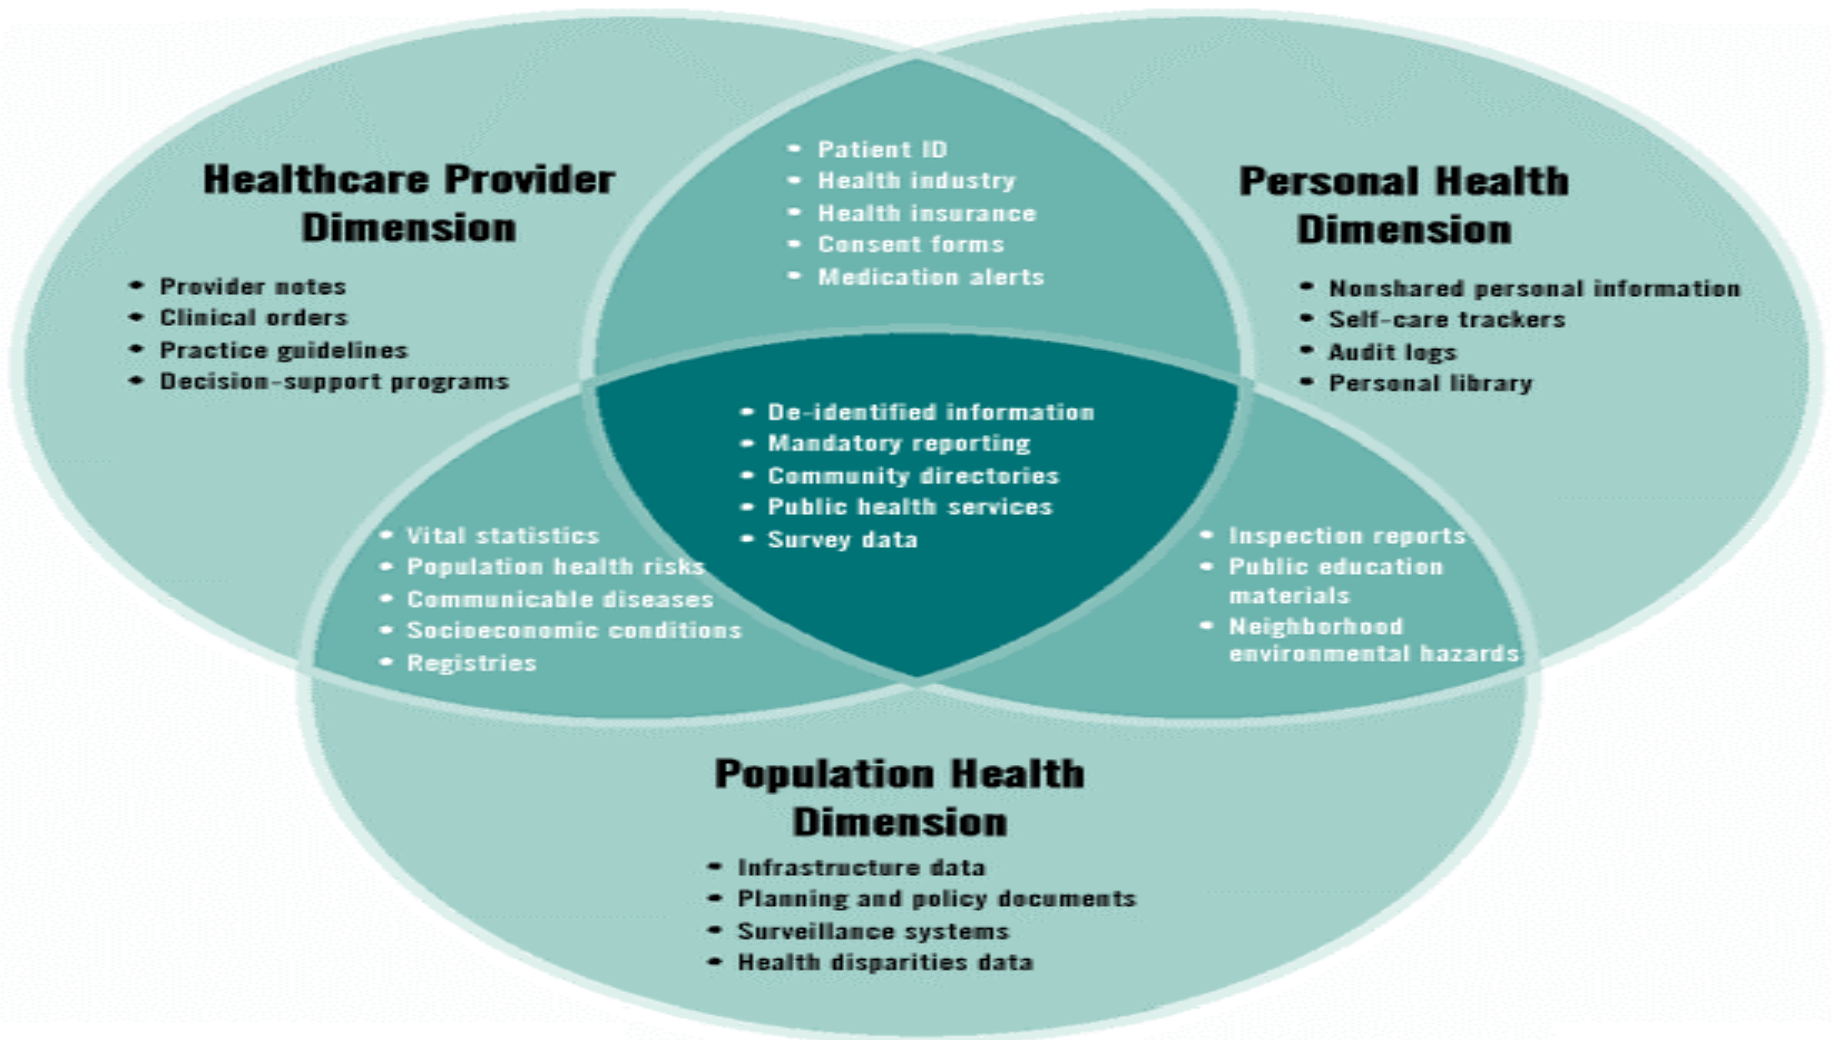 Healthcare Provider
Dimension
• Provider notes
• Clinical orders
• Practice guidelines
• Decision-support programs
• Patient ID
• Health industry
• Health insurance
• Consent forms
• Medication alerts
Personal Health
Dimension
• Nonshared personal information
• Self-care trackers
• Audit logs
• Personal library
• De-identified information
• Mandatory reporting
• Community directories
• Public health services
• Survey data
• Vital statistics
• Population health risks
• Communicable diseases
• Socioeconomic conditions
• Registries
• Inspection reports
• Public education
materials
• Neighborhood
environmental hazards
Population Health
Dimension
• Infrastructure data
• Planning and policy documents
• Surveillance systems
• Health disparities data